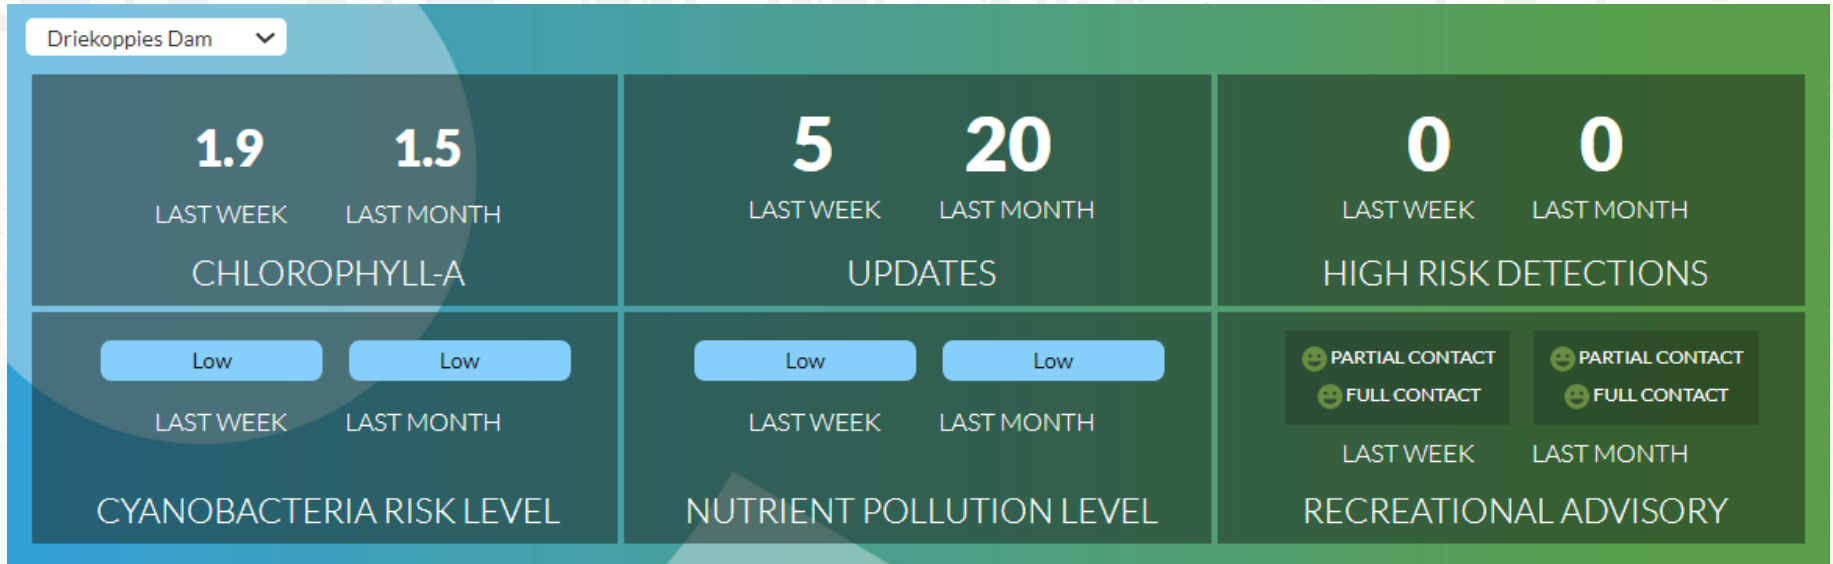 Driekoppies Dam
1.9 1.5
LAST WEEK LAST MONTH
CHLOROPHYLL-A
5 20
LAST WEEK LAST MONTH
UPDATES
0 0
LAST WEEK LAST MONTH
HIGH RISK DETECTIONS
Low Low
LAST WEEK LAST MONTH
CYANOBACTERIA RISK LEVEL
Low Low
LAST WEEK LAST MONTH
NUTRIENT POLLUTION LEVEL
PARTIAL CONTACT PARTIAL CONTACT
FULL CONTACT FULL CONTACT
LAST WEEK LAST MONTH
RECREATIONAL ADVISORY